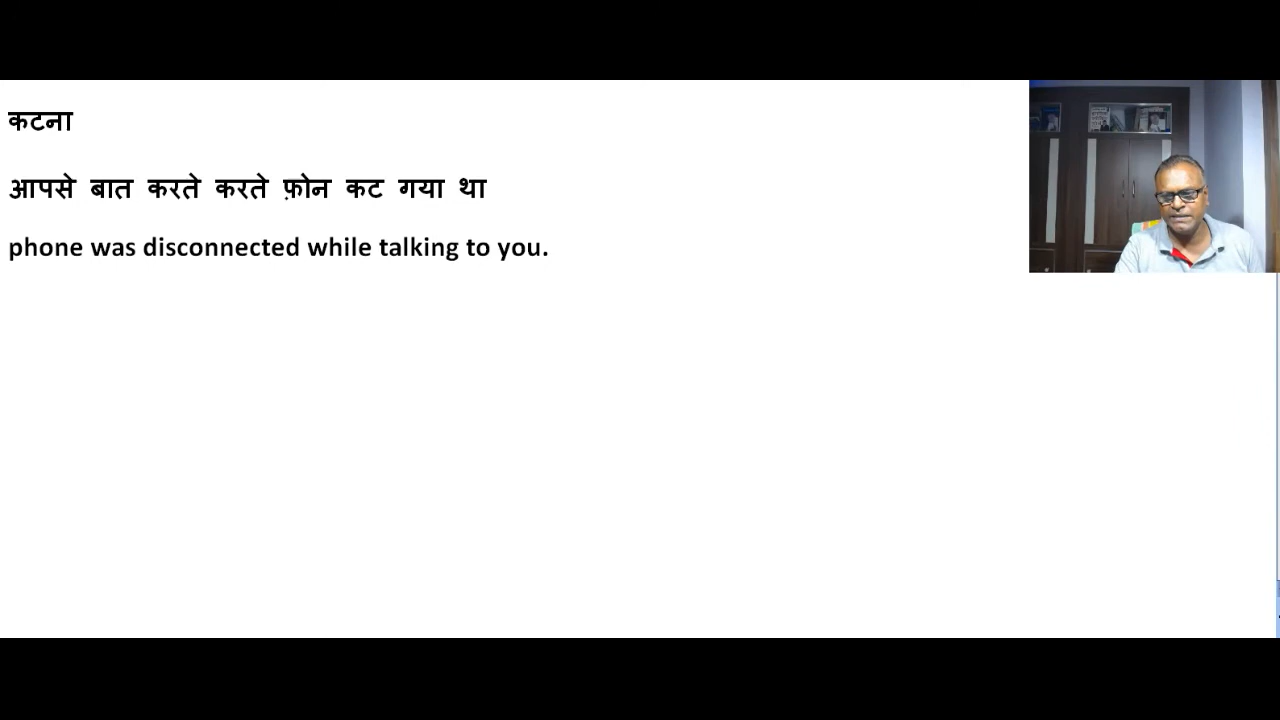 कटना
आपसे बात करते करते फ़ोन कट गया था
phone was disconnected while talking to you.